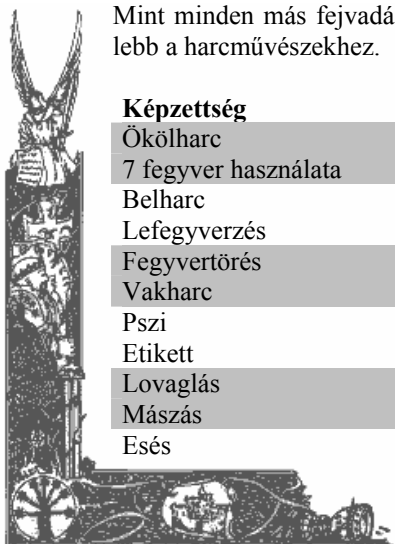 Mint minden más fejvadá
lebb a harcművészekhez.
Képzettség
Ökölharc
7 fegyver használata
Belharc
Lefegyverzés
Fegyvertörés
Vakharc
Pszi
Etikett
Lovaglás
Mászás
Esés